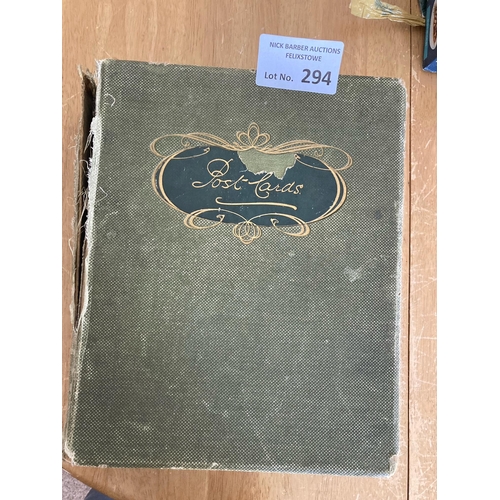 NICK BARBER AUCTIONS
FELIXSTOWE
Lot No. 294
Post-Cards